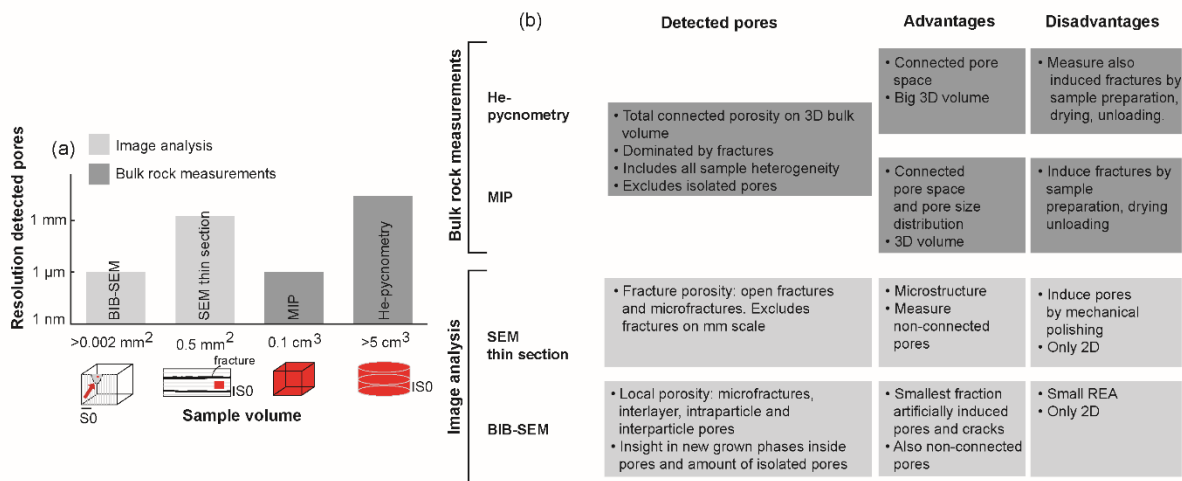 (a)
Image analysis
Bulk rock measurements
Resolution detected pores
1 mm
1 μm
1 nm
BIB-SEM
SEM thin section
MIP
He-pycnometry
>0.002 mm2
0.5 mm2
0.1 cm3
>5 cm3
fracture
S0
IS0
IS0
Sample volume
(b)
Detected pores
Advantages
Disadvantages
Bulk rock measurements
He-
pycnometry
MIP
• Total connected porosity on 3D bulk
volume
• Dominated by fractures
• Includes all sample heterogeneity
• Excludes isolated pores
• Connected pore
space
• Big 3D volume
• Measure also
induced fractures by
sample preparation,
drying, unloading.
• Connected
pore space
and pore size
distribution
• 3D volume
• Induce fractures by
sample
preparation, drying
unloading
Image analysis
SEM
thin section
• Fracture porosity: open fractures
and microfractures. Excludes
fractures on mm scale
• Microstructure
• Measure
non-connected
pores
• Induce pores
by mechanical
polishing
• Only 2D
BIB-SEM
• Local porosity: microfractures,
interlayer, intraparticle and
interparticle pores
• Insight in new grown phases inside
pores and amount of isolated pores
• Smallest fraction
artificially induced
pores and cracks
• Also non-connected
pores
• Small REA
• Only 2D